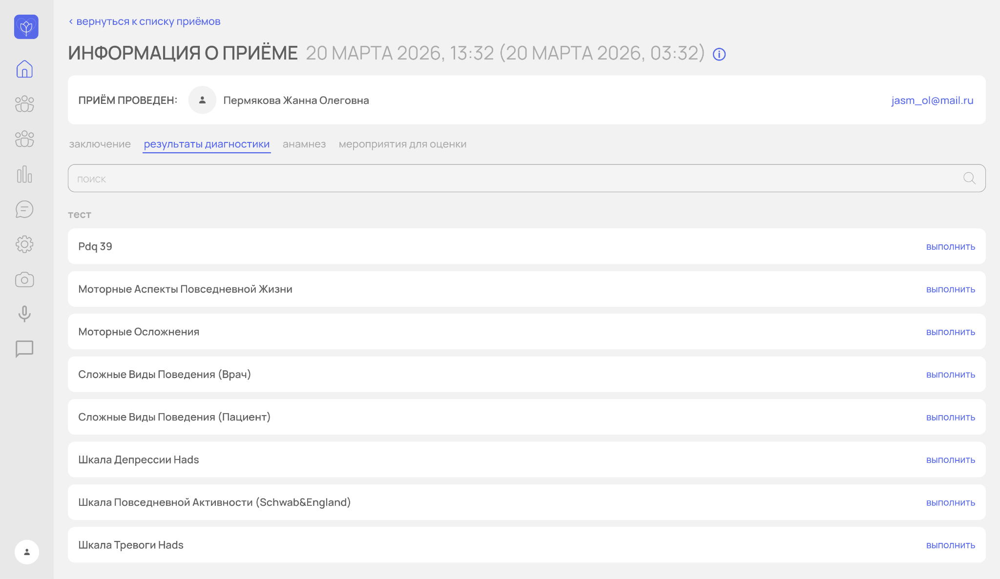 ‹ вернуться к списку приёмов
ИНФОРМАЦИЯ О ПРИЁМЕ 20 МАРТА 2026, 13:32 (20 МАРТА 2026, 03:32)
ПРИЁМ ПРОВЕДЕН: Пермякова Жанна Олеговна jasm_ol@mail.ru
заключение результаты диагностики анамнез мероприятия для оценки
поиск
тест
Pdq 39 выполнить
Моторные Аспекты Повседневной Жизни выполнить
Моторные Осложнения выполнить
Сложные Виды Поведения (Врач) выполнить
Сложные Виды Поведения (Пациент) выполнить
Шкала Депрессии Hads выполнить
Шкала Повседневной Активности (Schwab&England) выполнить
Шкала Тревоги Hads выполнить